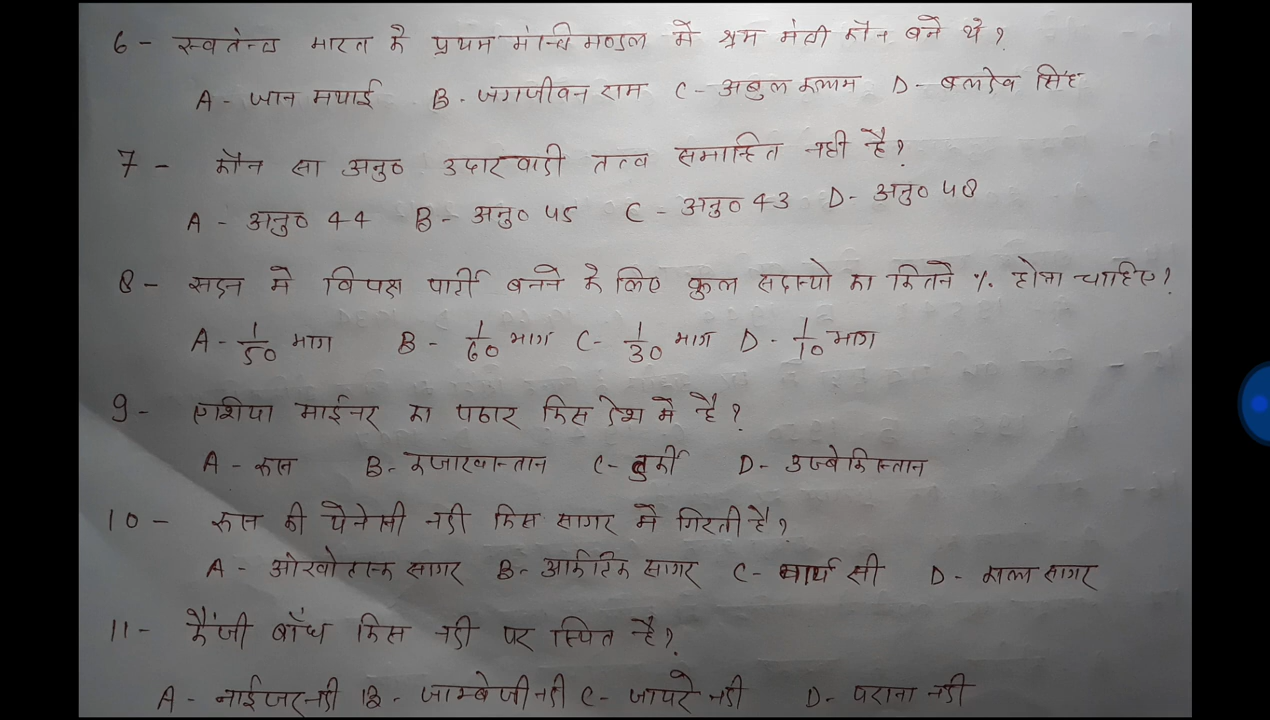 6 - स्वतंन्त्र भारत के प्रथम मंत्रि मण्डल में श्रम मंत्री कौन बने थे?
A - जान मथाई B - जगजीवन राम C - अबुल कलाम D - बलदेव सिंह
7 - कौन सा अनु० उदारवादी तत्व समाहित नही है?
A - अनु० 44 B - अनु० 45 C - अनु० 43 D - अनु० 48
8 - सदन मे विपक्ष पार्टी बनने के लिए कुल सदस्यो का कितने %. होना चाहिए?
A - 1/50 भाग B - 1/60 भाग C - 1/30 भाग D - 1/10 भाग
9 - एशिया माईनर का पठार किस देश में है?
A - रूस B - कजाखास्तान C - तुर्की D - उज्बेकिस्तान
10 - रूस की येनेसी नदी किस सागर मे गिरती है?
A - ओखोटास्क सागर B - आर्कटिक सागर C - नार्थ सी D - काला सागर
11 - कैंजी बाँध किस नदी पर स्थित है?
A - नाईजर नदी B - जाम्बेजी नदी C - जायरे नदी D - पराना नदी